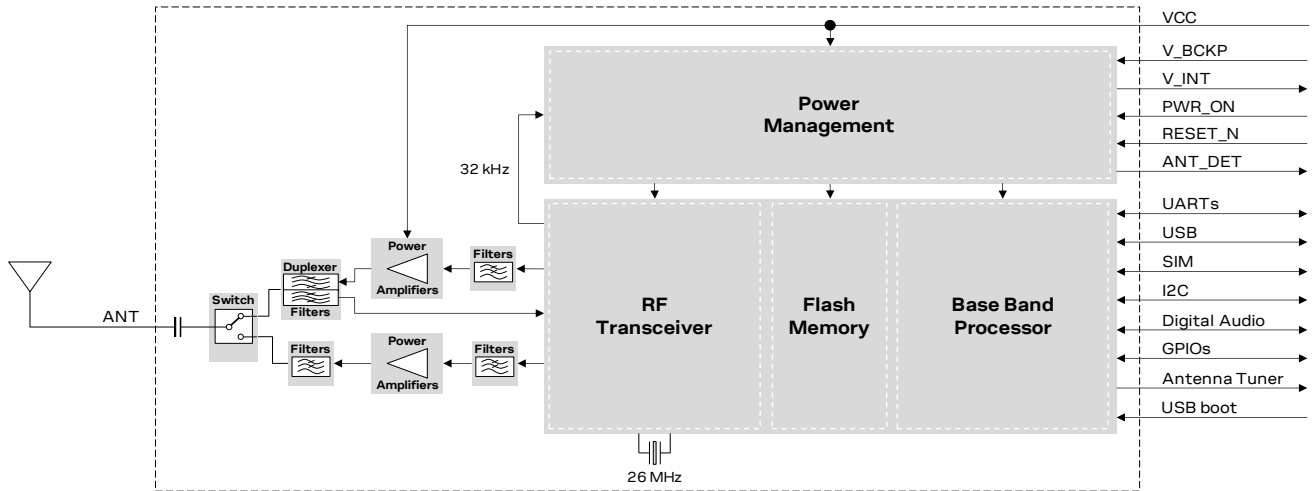 VCC
V_BCKP
V_INT
PWR_ON
RESET_N
ANT_DET
Power
Management
32 kHz
UARTs
USB
SIM
I2C
Digital Audio
GPIOs
Antenna Tuner
USB boot
Power
Amplifiers
Filters
Duplexer
Filters
Switch
ANT
RF
Transceiver
Flash
Memory
Base Band
Processor
Filters
Power
Amplifiers
Filters
26 MHz